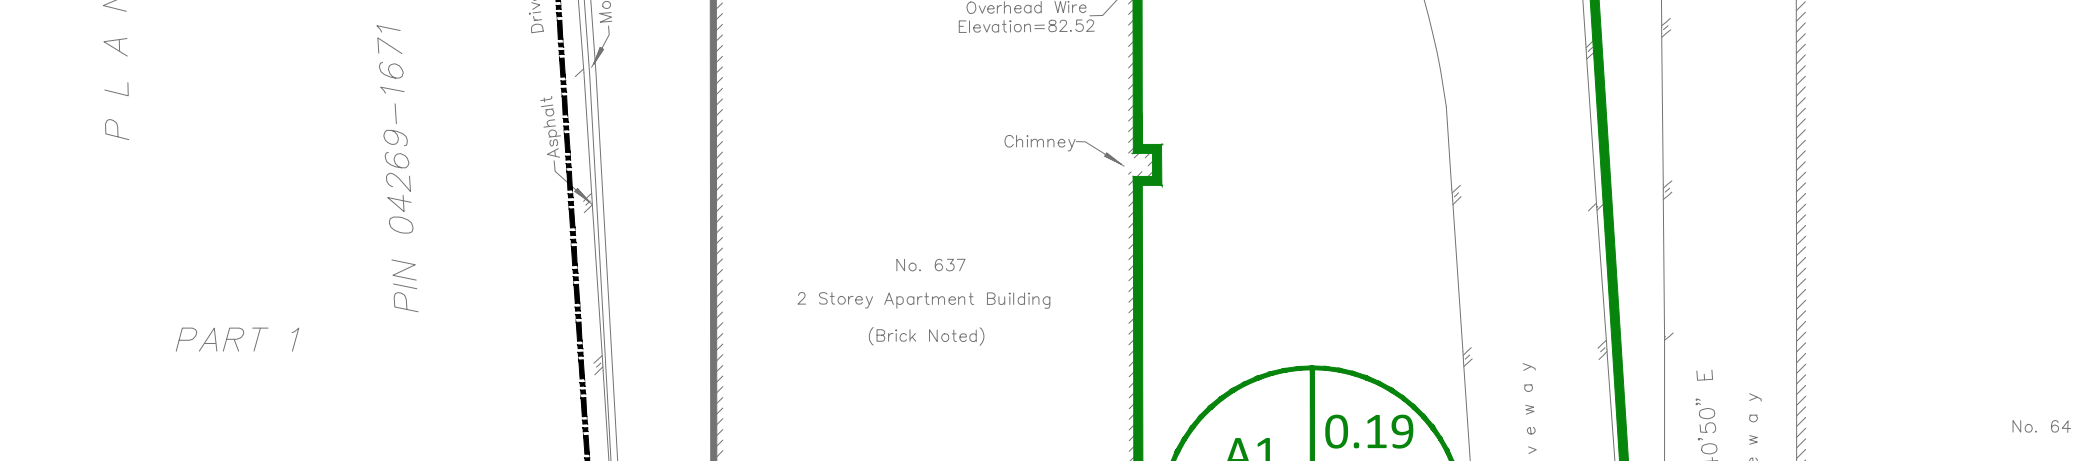 PLAN
PIN 04269-1671
PART 1
Asphalt
Overhead Wire
Elevation=82.52
Chimney
No. 637
2 Storey Apartment Building
(Brick Noted)
A1
0.19
No. 64